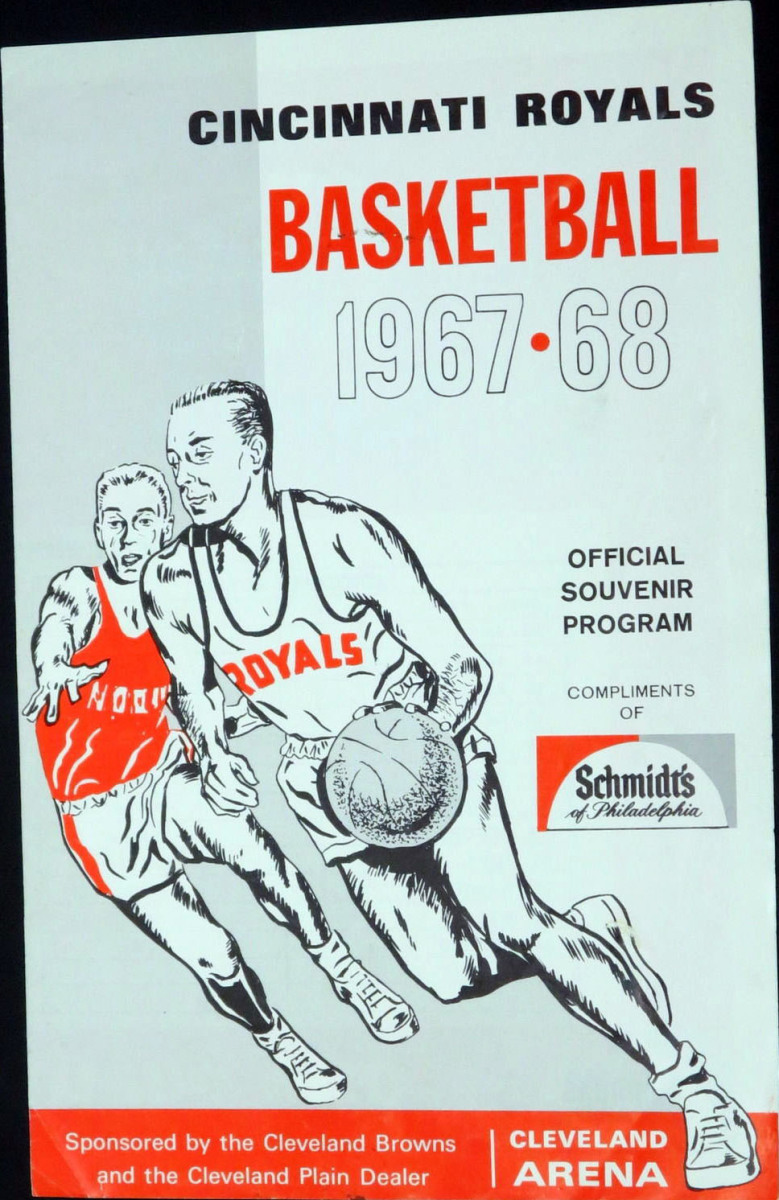 CINCINNATI ROYALS
BASKETBALL
1967•68
OFFICIAL
SOUVENIR
PROGRAM
COMPLIMENTS
OF
Schmidt's
of Philadelphia
ROYALS
Sponsored by the Cleveland Browns
and the Cleveland Plain Dealer
CLEVELAND
ARENA